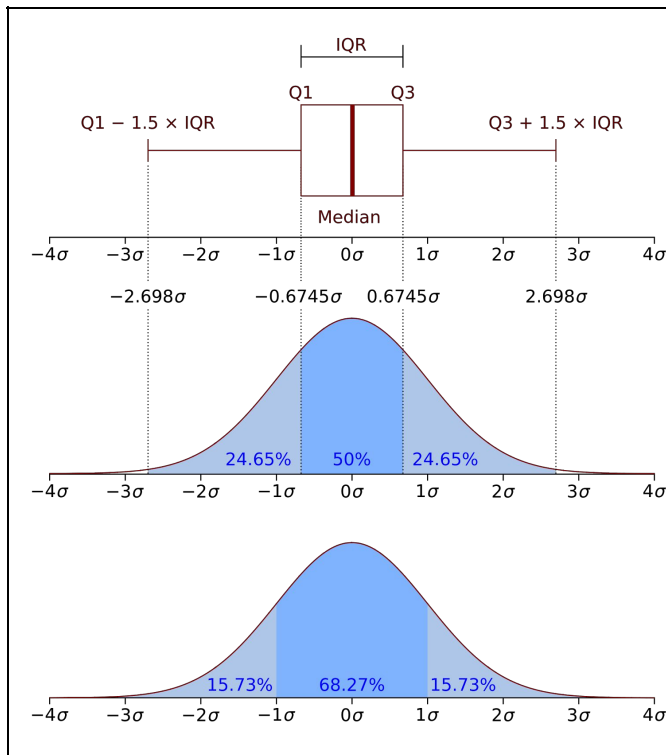 IQR
Q1 Q3
Q1 − 1.5 × IQR Q3 + 1.5 × IQR
Median
−4σ −3σ −2σ −1σ 0σ 1σ 2σ 3σ 4σ
−2.698σ −0.6745σ 0.6745σ 2.698σ
24.65% 50% 24.65%
−4σ −3σ −2σ −1σ 0σ 1σ 2σ 3σ 4σ
15.73% 68.27% 15.73%
−4σ −3σ −2σ −1σ 0σ 1σ 2σ 3σ 4σ